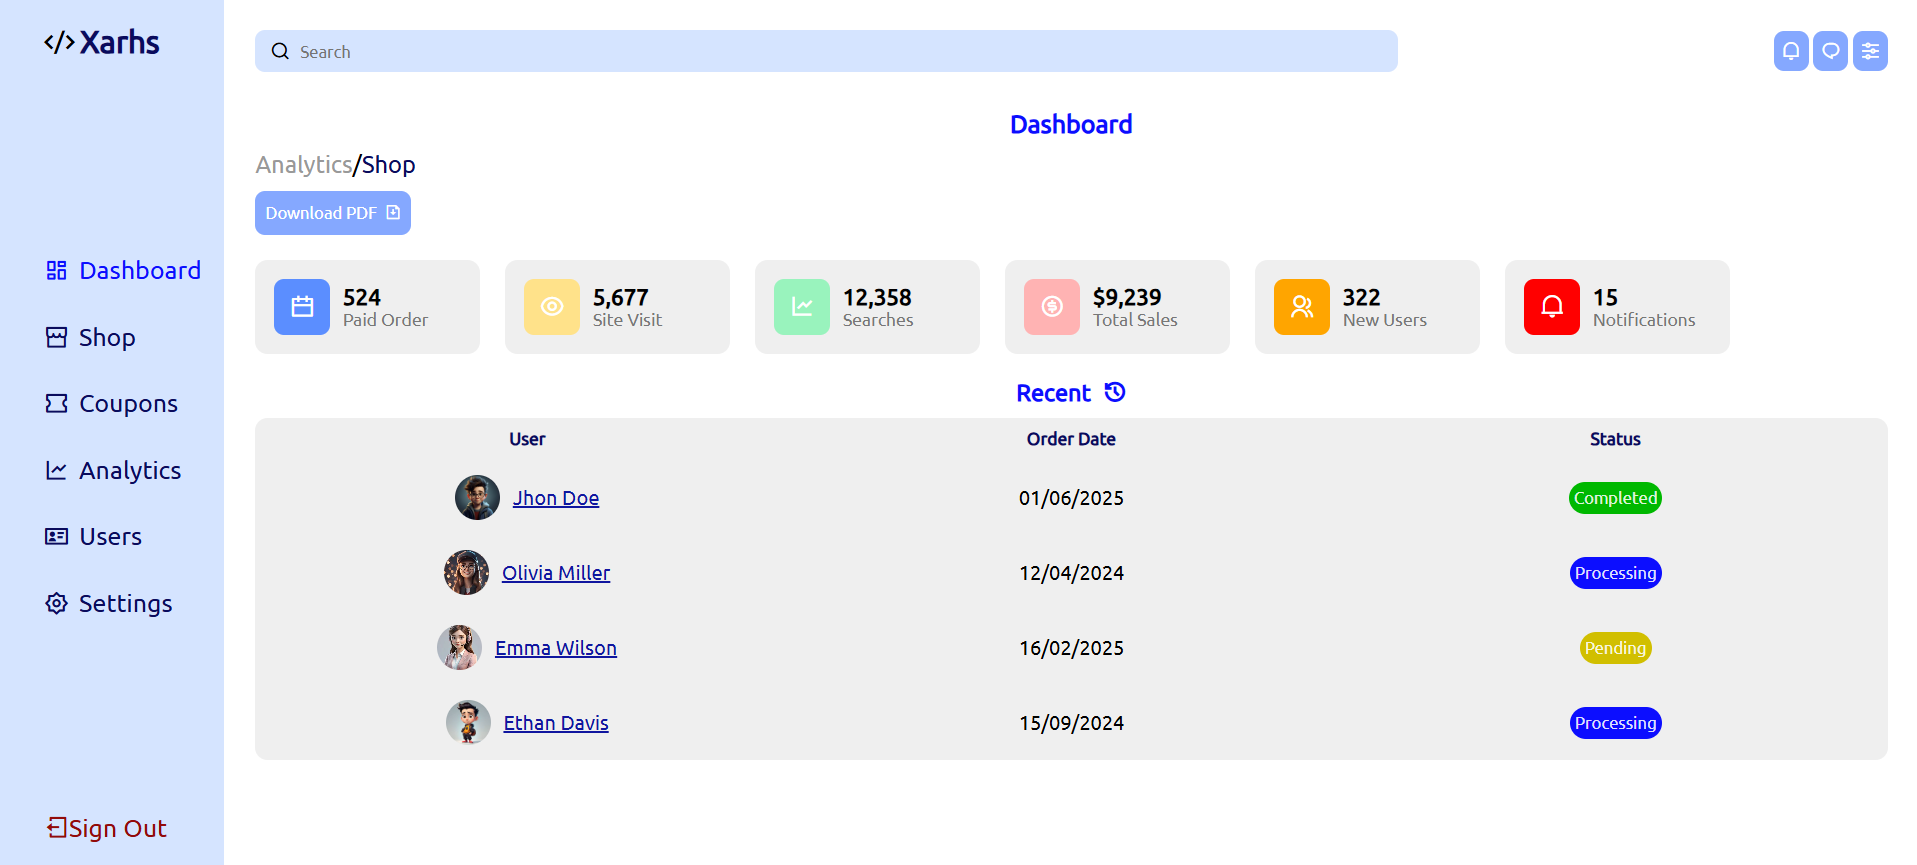 </> Xarhs
Dashboard
Shop
Coupons
Analytics
Users
Settings
Sign Out
Search
Dashboard
Analytics/Shop
Download PDF
524
Paid Order
5,677
Site Visit
12,358
Searches
$9,239
Total Sales
322
New Users
15
Notifications
Recent
User Order Date Status
Jhon Doe 01/06/2025 Completed
Olivia Miller 12/04/2024 Processing
Emma Wilson 16/02/2025 Pending
Ethan Davis 15/09/2024 Processing